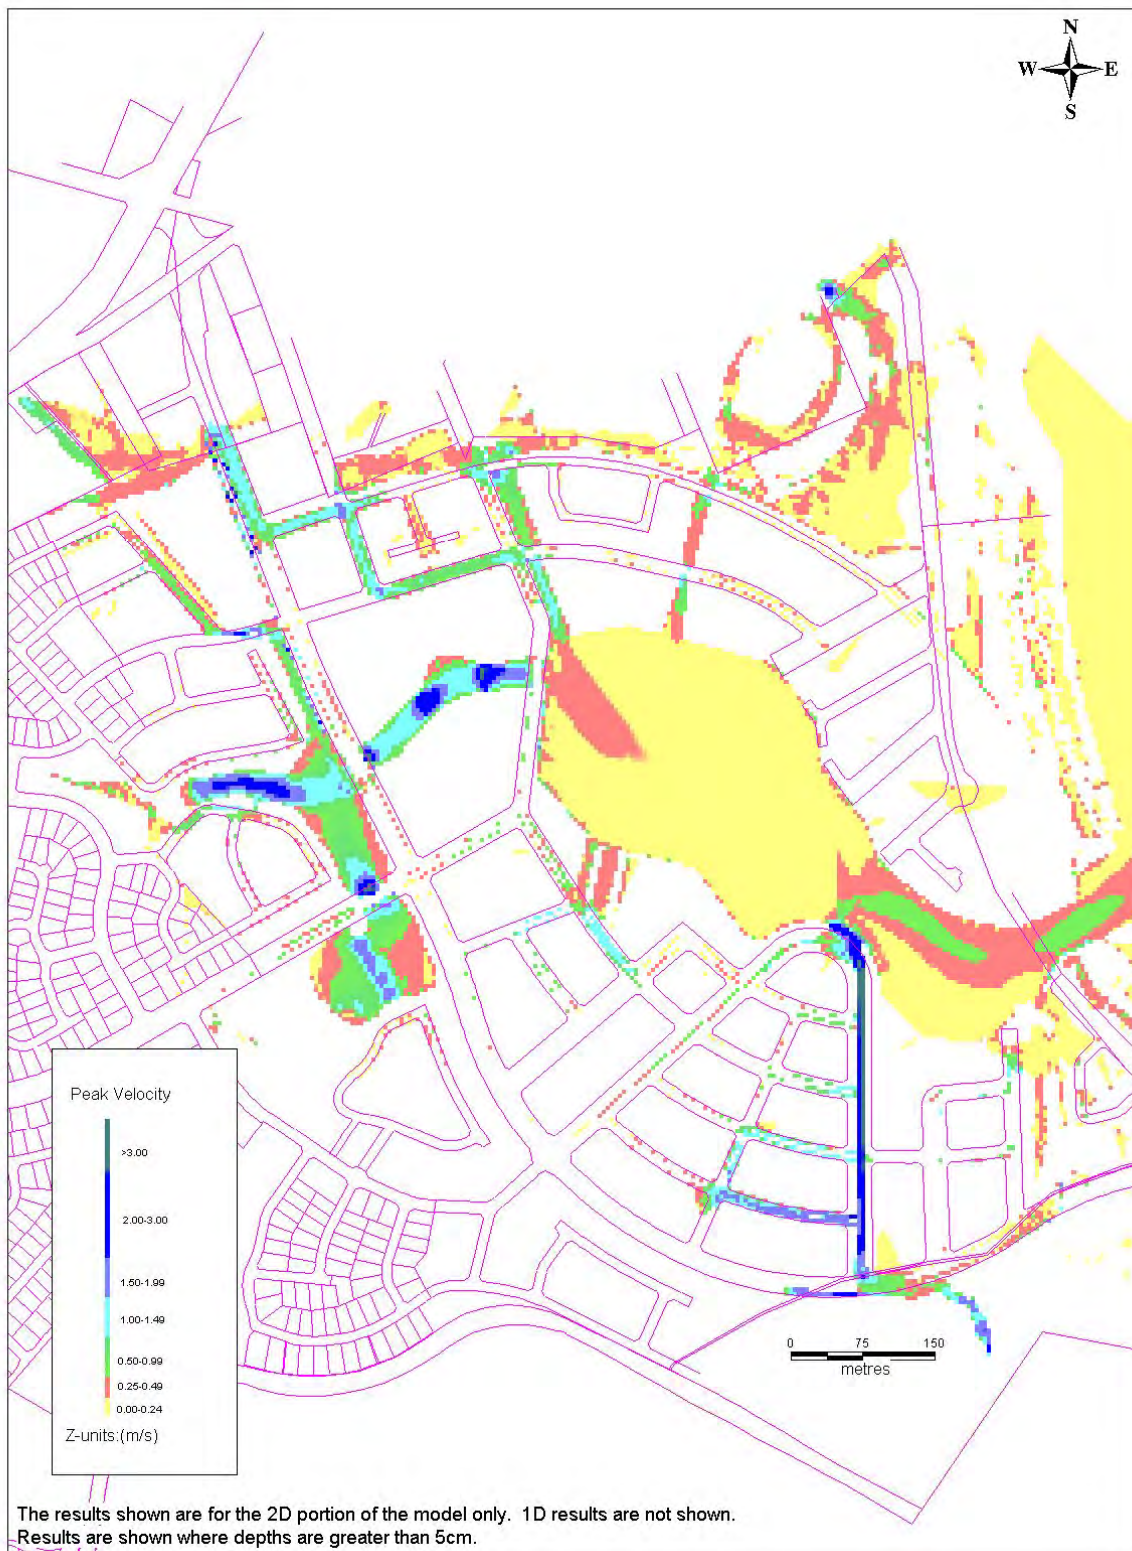 N
W E
S
Peak Velocity
>3.00
2.00-3.00
1.50-1.99
1.00-1.49
0.50-0.99
0.25-0.49
0.00-0.24
Z-units:(m/s)
0 75 150
metres
The results shown are for the 2D portion of the model only. 1D results are not shown.
Results are shown where depths are greater than 5cm.